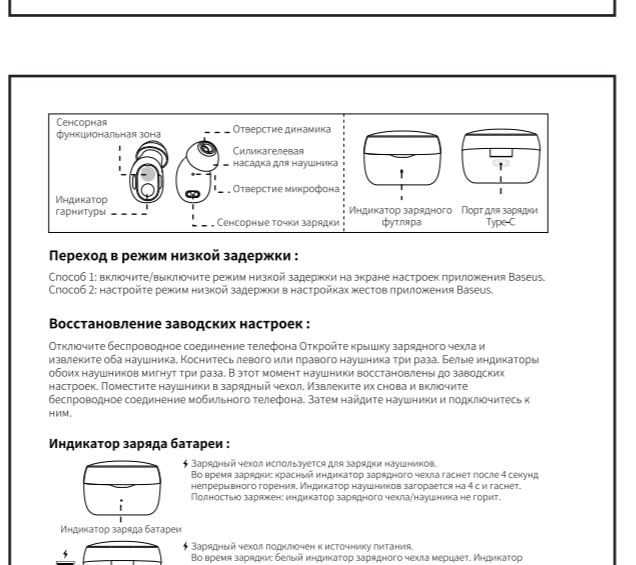 Сенсорная
функциональная зона
Отверстие динамика
Силикагелевая
насадка для наушника
Отверстие микрофона
Индикатор
гарнитуры
Сенсорные точки зарядки
Индикатор зарядного
футляра
Порт для зарядки
Type-C
Переход в режим низкой задержки :
Способ 1: включите/выключите режим низкой задержки на экране настроек приложения Baseus.
Способ 2: настройте режим низкой задержки в настройках жестов приложения Baseus.
Восстановление заводских настроек :
Отключите беспроводное соединение телефона Откройте крышку зарядного чехла и
извлеките оба наушника. Коснитесь левого или правого наушника три раза. Белые индикаторы
обоих наушников мигнут три раза. В этот момент наушники восстановлены до заводских
настроек. Поместите наушники в зарядный чехол. Извлеките их снова и включите
беспроводное соединение мобильного телефона. Затем найдите наушники и подключитесь к
ним.
Индикатор заряда батареи :
Зарядный чехол используется для зарядки наушников.
Во время зарядки: красный индикатор зарядного чехла гаснет после 4 секунд
непрерывного горения. Индикатор наушников загорается на 4 с и гаснет.
Полностью заряжен: индикатор зарядного чехла/наушника не горит.
Индикатор заряда батареи
Зарядный чехол подключен к источнику питания.
Во время зарядки: белый индикатор зарядного чехла мерцает. Индикатор